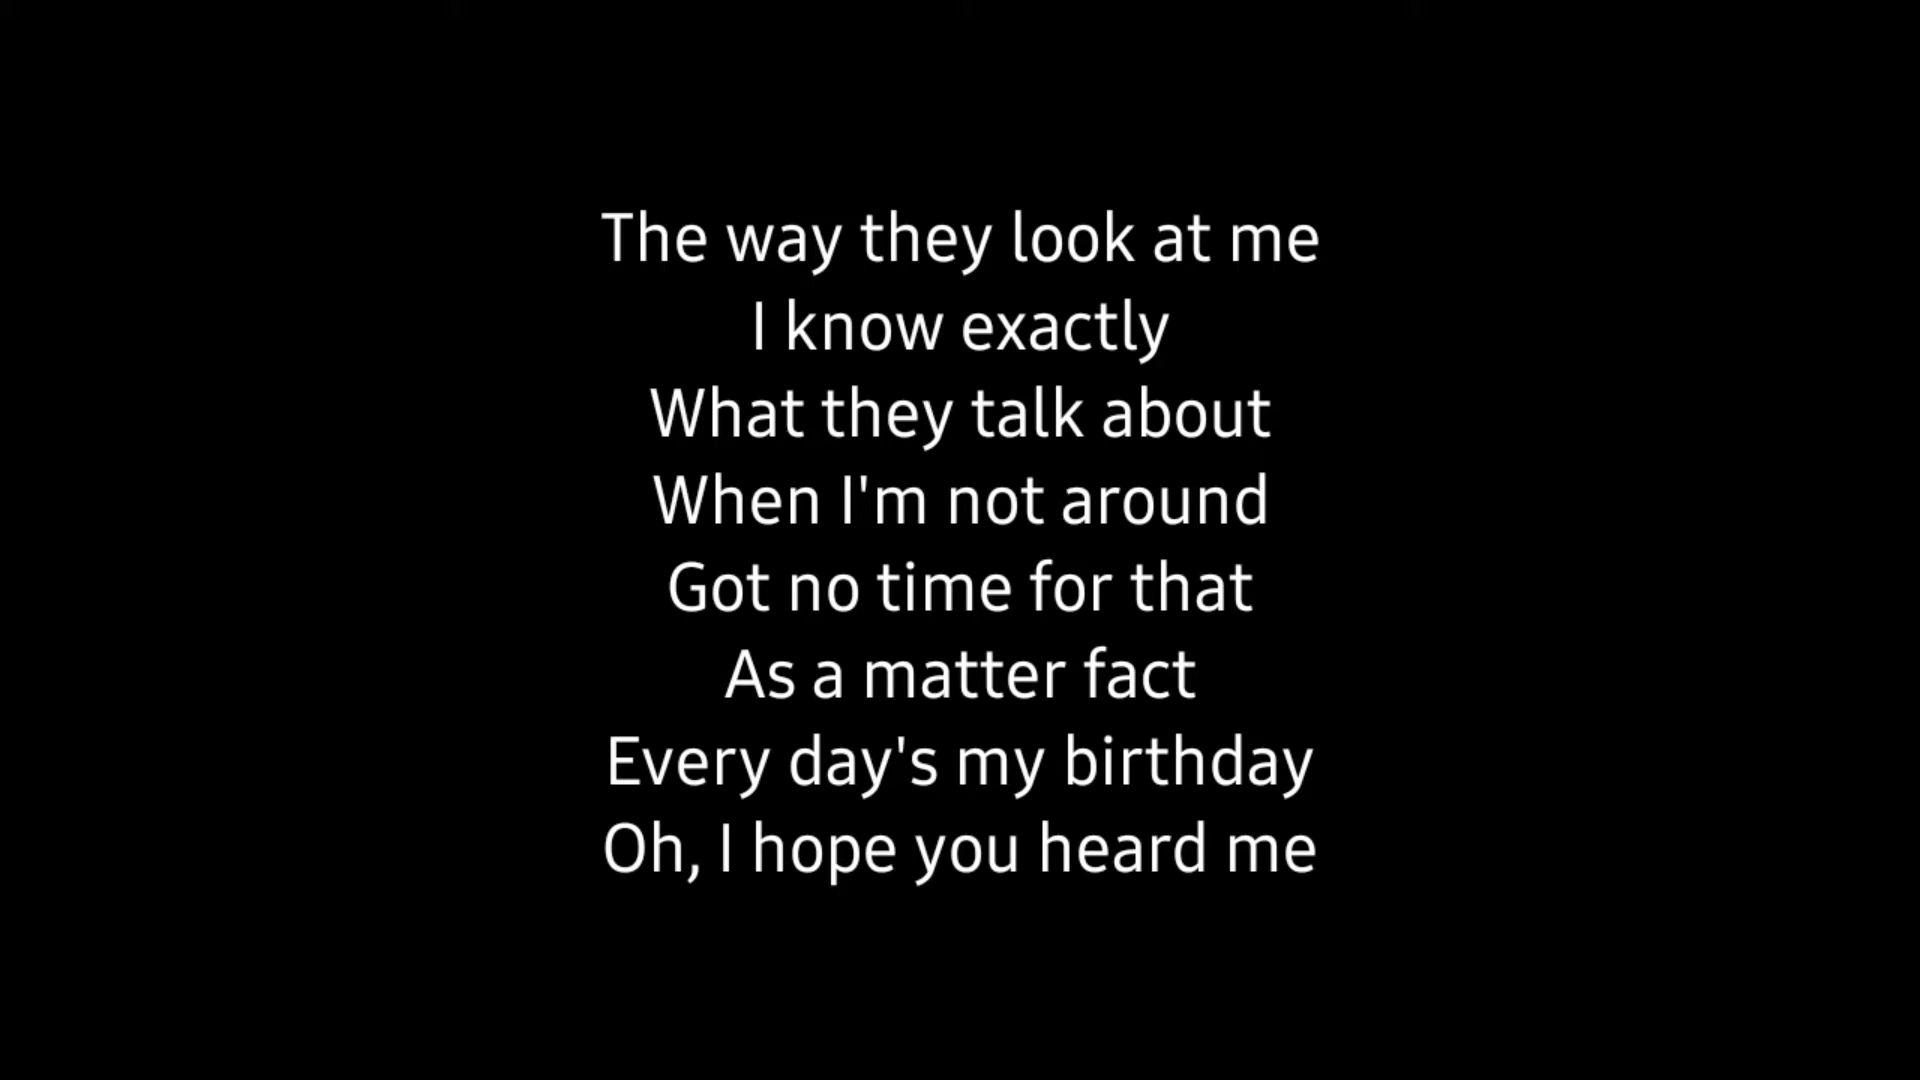 The way they look at me
I know exactly
What they talk about
When I'm not around
Got no time for that
As a matter fact
Every day's my birthday
Oh, I hope you heard me